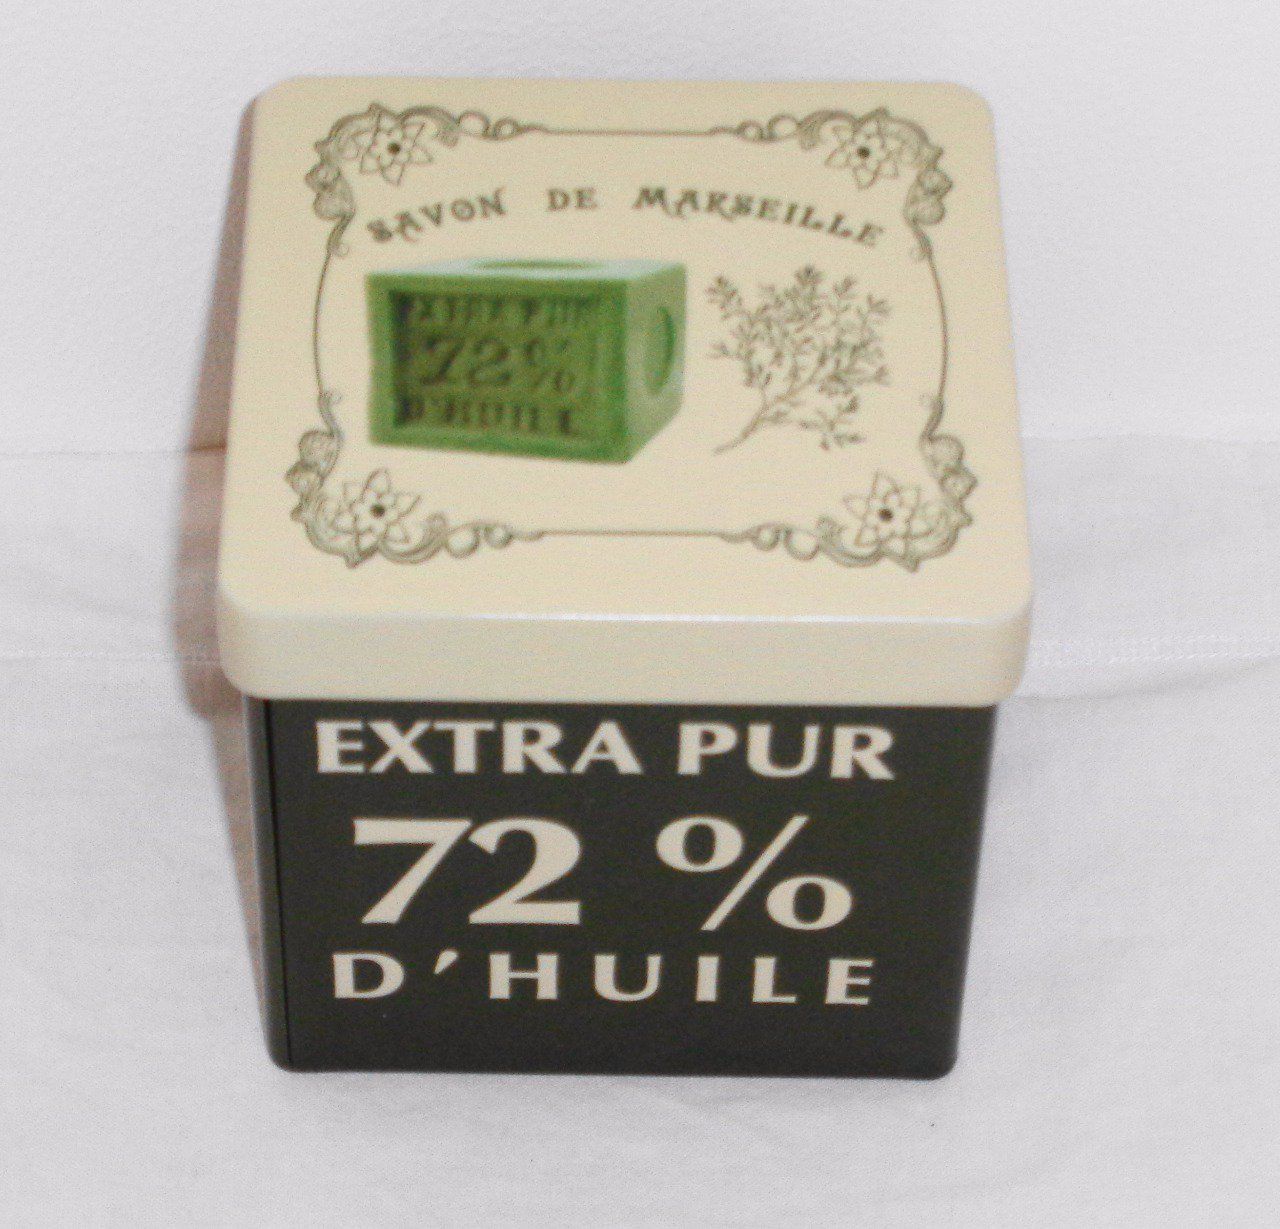 SAVON DE MARSEILLE
EXTRA PUR
72 %
D'HUILE
EXTRA PUR
72 %
D'HUILE